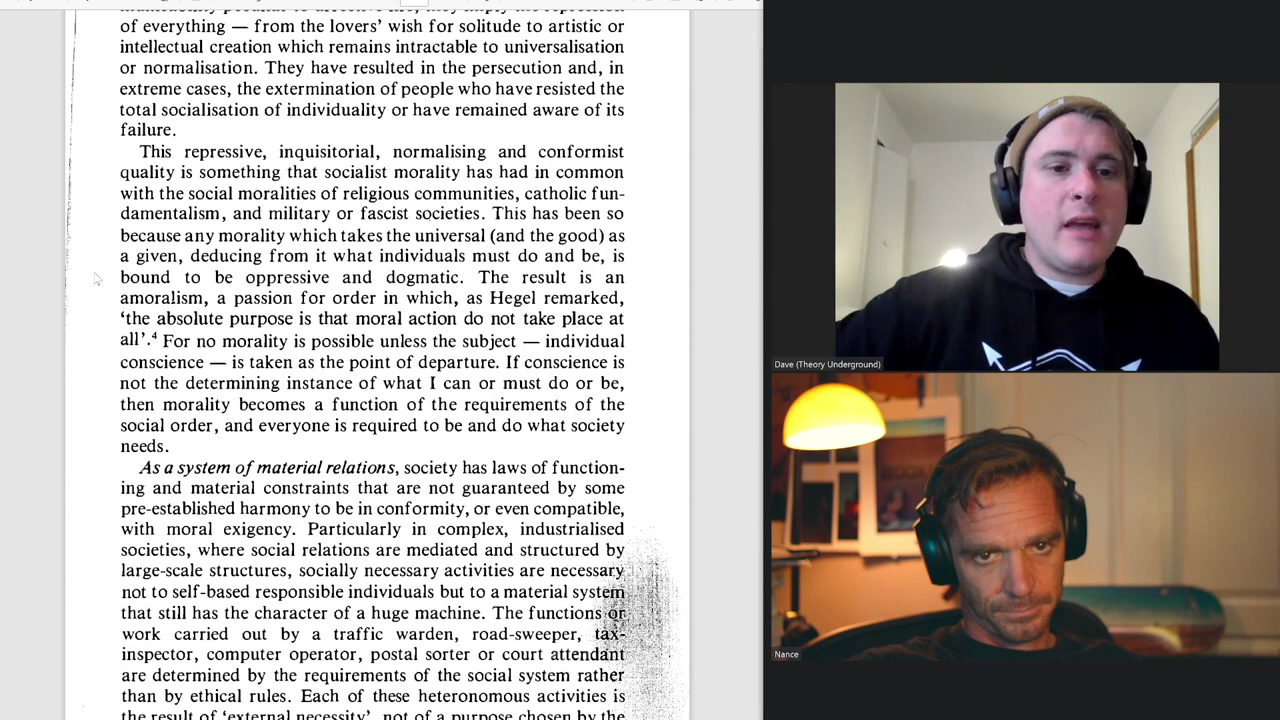 of everything — from the lovers' wish for solitude to artistic or
intellectual creation which remains intractable to universalisation
or normalisation. They have resulted in the persecution and, in
extreme cases, the extermination of people who have resisted the
total socialisation of individuality or have remained aware of its
failure.
This repressive, inquisitorial, normalising and conformist
quality is something that socialist morality has had in common
with the social moralities of religious communities, catholic fun-
damentalism, and military or fascist societies. This has been so
because any morality which takes the universal (and the good) as
a given, deducing from it what individuals must do and be, is
bound to be oppressive and dogmatic. The result is an
amoralism, a passion for order in which, as Hegel remarked,
'the absolute purpose is that moral action do not take place at
all'.⁴ For no morality is possible unless the subject — individual
conscience — is taken as the point of departure. If conscience is
not the determining instance of what I can or must do or be,
then morality becomes a function of the requirements of the
social order, and everyone is required to be and do what society
needs.
As a system of material relations, society has laws of function-
ing and material constraints that are not guaranteed by some
pre-established harmony to be in conformity, or even compatible,
with moral exigency. Particularly in complex, industrialised
societies, where social relations are mediated and structured by
large-scale structures, socially necessary activities are necessary
not to self-based responsible individuals but to a material system
that still has the character of a huge machine. The functions or
work carried out by a traffic warden, road-sweeper, tax-
inspector, computer operator, postal sorter or court attendant
are determined by the requirements of the social system rather
than by ethical rules. Each of these heteronomous activities is
the result of 'external necessity', not of a purpose chosen by the
Dave (Theory Underground)
Nance